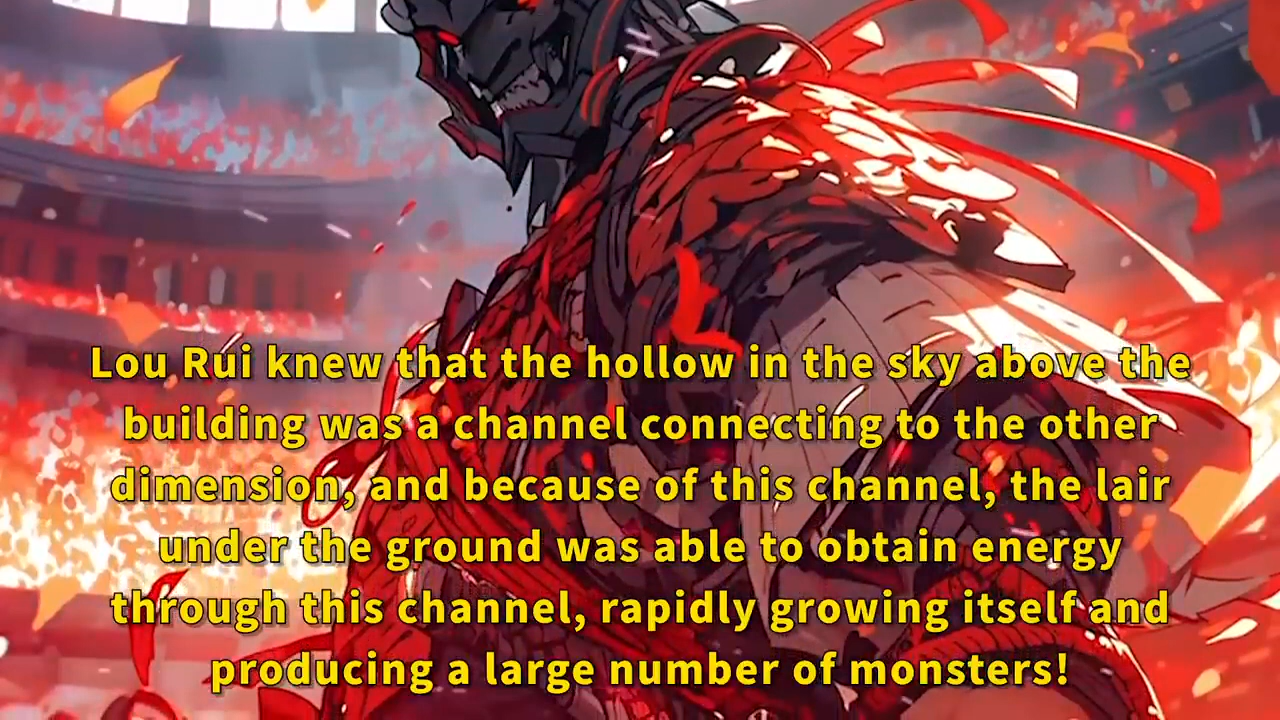 Lou Rui knew that the hollow in the sky above the
building was a channel connecting to the other
dimension, and because of this channel, the lair
under the ground was able to obtain energy
through this channel, rapidly growing itself and
producing a large number of monsters!